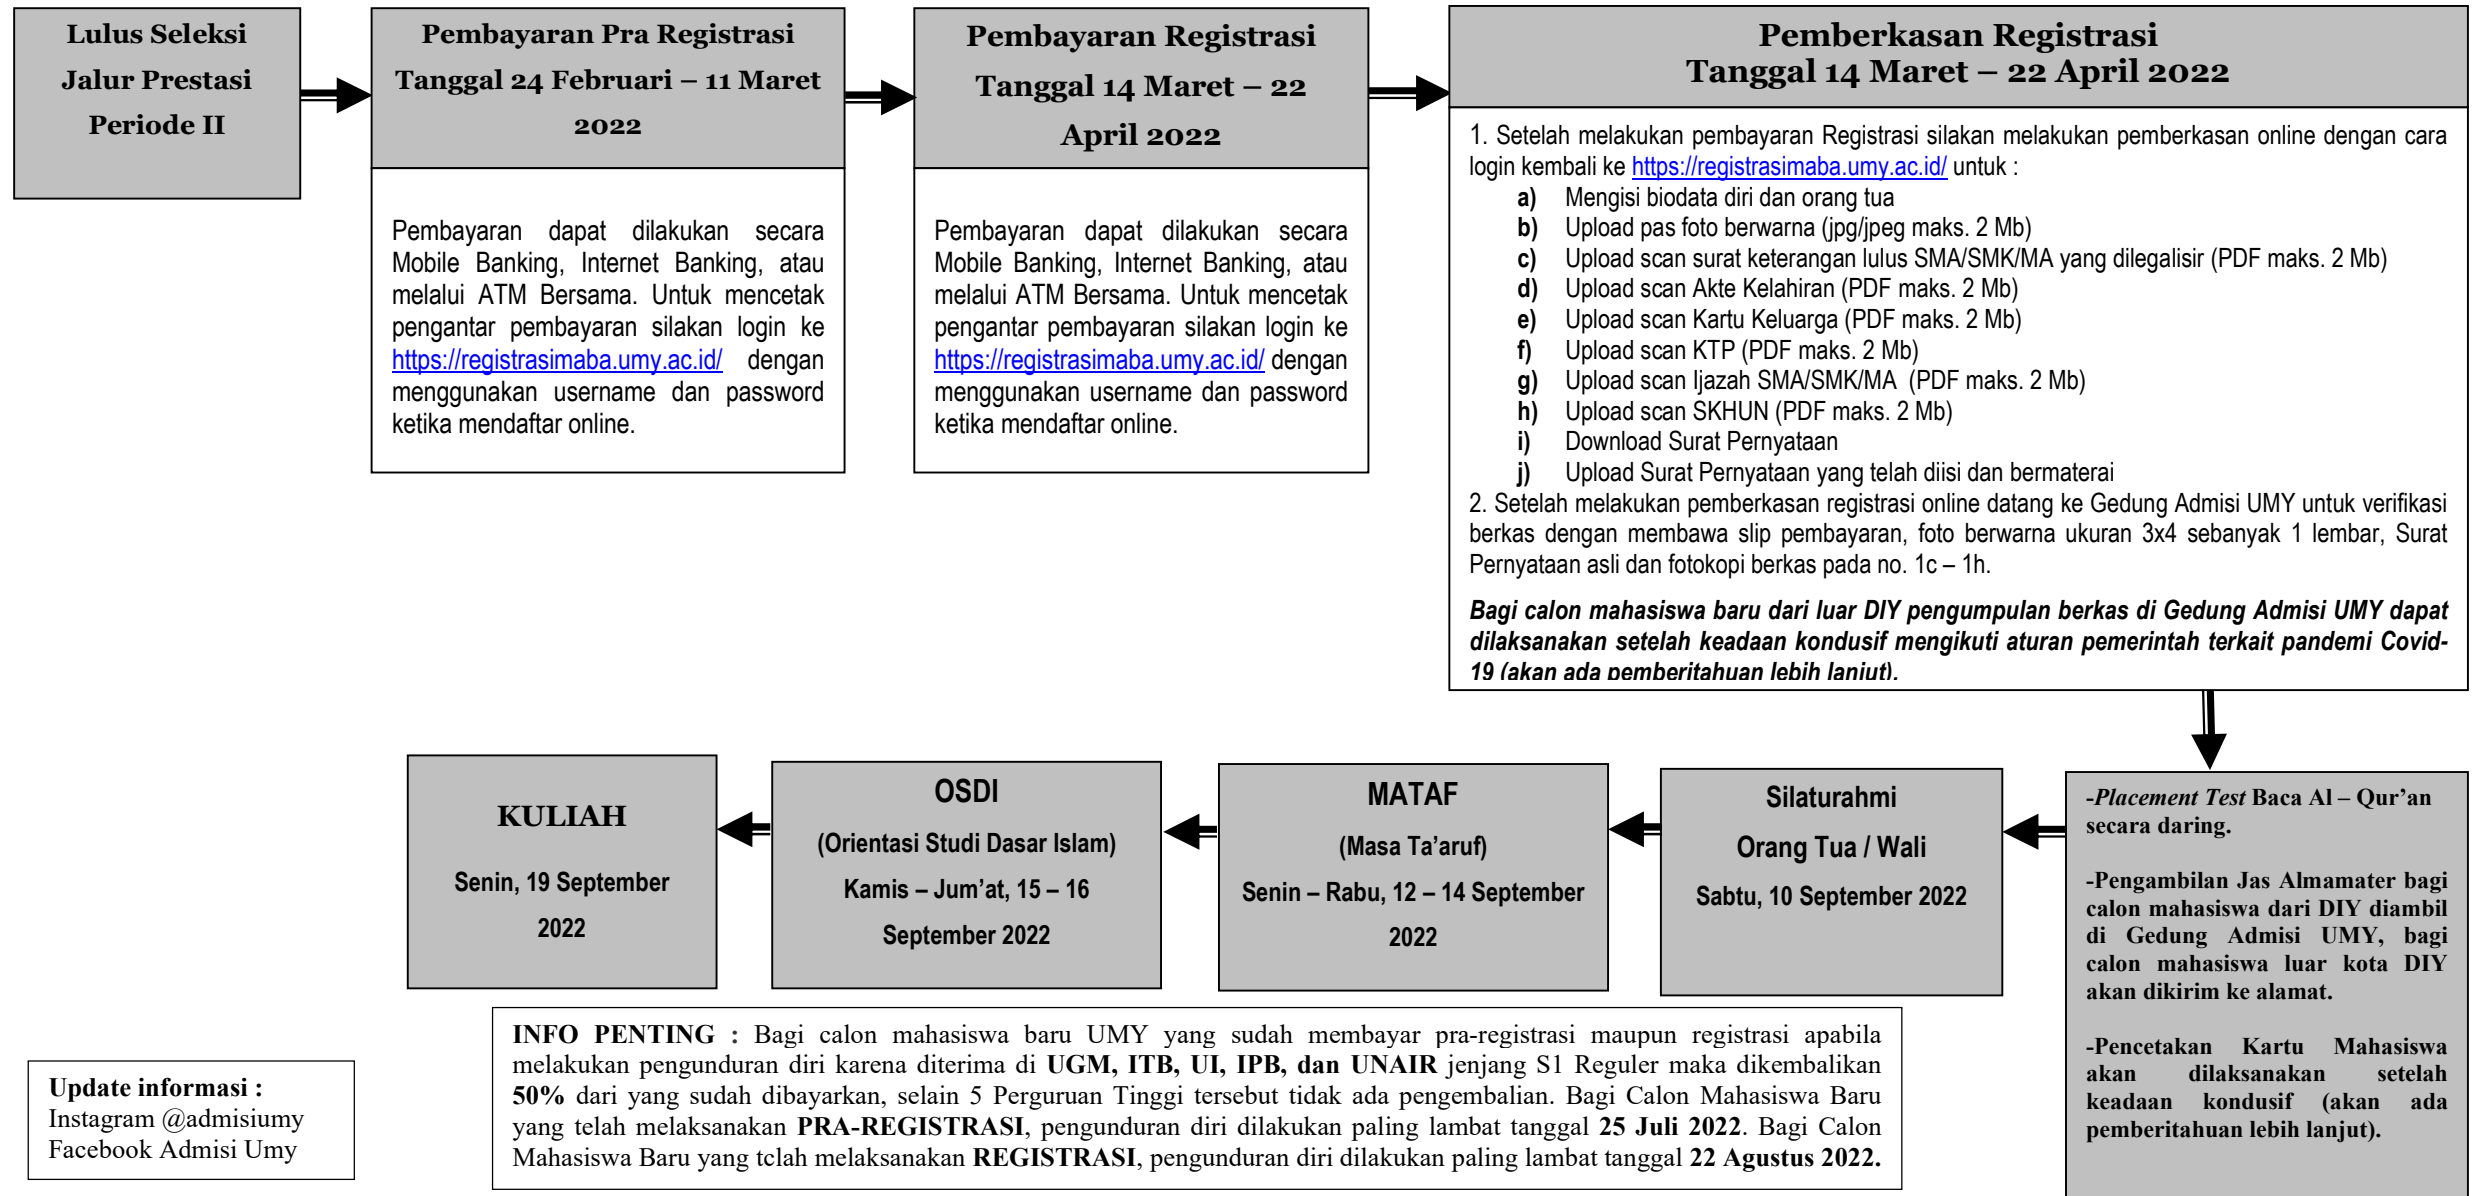 Lulus Seleksi
Jalur Prestasi
Periode II
Pembayaran Pra Registrasi
Tanggal 24 Februari – 11 Maret
2022
Pembayaran dapat dilakukan secara
Mobile Banking, Internet Banking, atau
melalui ATM Bersama. Untuk mencetak
pengantar pembayaran silakan login ke
https://registrasimaba.umy.ac.id/ dengan
menggunakan username dan password
ketika mendaftar online.
Pembayaran Registrasi
Tanggal 14 Maret – 22
April 2022
Pembayaran dapat dilakukan secara
Mobile Banking, Internet Banking, atau
melalui ATM Bersama. Untuk mencetak
pengantar pembayaran silakan login ke
https://registrasimaba.umy.ac.id/ dengan
menggunakan username dan password
ketika mendaftar online.
Pemberkasan Registrasi
Tanggal 14 Maret – 22 April 2022
1. Setelah melakukan pembayaran Registrasi silakan melakukan pemberkasan online dengan cara
login kembali ke https://registrasimaba.umy.ac.id/ untuk :
a) Mengisi biodata diri dan orang tua
b) Upload pas foto berwarna (jpg/jpeg maks. 2 Mb)
c) Upload scan surat keterangan lulus SMA/SMK/MA yang dilegalisir (PDF maks. 2 Mb)
d) Upload scan Akte Kelahiran (PDF maks. 2 Mb)
e) Upload scan Kartu Keluarga (PDF maks. 2 Mb)
f) Upload scan KTP (PDF maks. 2 Mb)
g) Upload scan Ijazah SMA/SMK/MA (PDF maks. 2 Mb)
h) Upload scan SKHUN (PDF maks. 2 Mb)
i) Download Surat Pernyataan
j) Upload Surat Pernyataan yang telah diisi dan bermaterai
2. Setelah melakukan pemberkasan registrasi online datang ke Gedung Admisi UMY untuk verifikasi
berkas dengan membawa slip pembayaran, foto berwarna ukuran 3x4 sebanyak 1 lembar, Surat
Pernyataan asli dan fotokopi berkas pada no. 1c – 1h.
Bagi calon mahasiswa baru dari luar DIY pengumpulan berkas di Gedung Admisi UMY dapat
dilaksanakan setelah keadaan kondusif mengikuti aturan pemerintah terkait pandemi Covid-
19 (akan ada pemberitahuan lebih lanjut).
-Placement Test Baca Al – Qur’an
secara daring.
-Pengambilan Jas Almamater bagi
calon mahasiswa dari DIY diambil
di Gedung Admisi UMY, bagi
calon mahasiswa luar kota DIY
akan dikirim ke alamat.
-Pencetakan Kartu Mahasiswa
akan dilaksanakan setelah
keadaan kondusif (akan ada
pemberitahuan lebih lanjut).
Silaturahmi
Orang Tua / Wali
Sabtu, 10 September 2022
MATAF
(Masa Ta’aruf)
Senin – Rabu, 12 – 14 September
2022
OSDI
(Orientasi Studi Dasar Islam)
Kamis – Jum’at, 15 – 16
September 2022
KULIAH
Senin, 19 September
2022
INFO PENTING : Bagi calon mahasiswa baru UMY yang sudah membayar pra-registrasi maupun registrasi apabila
melakukan pengunduran diri karena diterima di UGM, ITB, UI, IPB, dan UNAIR jenjang S1 Reguler maka dikembalikan
50% dari yang sudah dibayarkan, selain 5 Perguruan Tinggi tersebut tidak ada pengembalian. Bagi Calon Mahasiswa Baru
yang telah melaksanakan PRA-REGISTRASI, pengunduran diri dilakukan paling lambat tanggal 25 Juli 2022. Bagi Calon
Mahasiswa Baru yang tclah melaksanakan REGISTRASI, pengunduran diri dilakukan paling lambat tanggal 22 Agustus 2022.
Update informasi :
Instagram @admisiumy
Facebook Admisi Umy